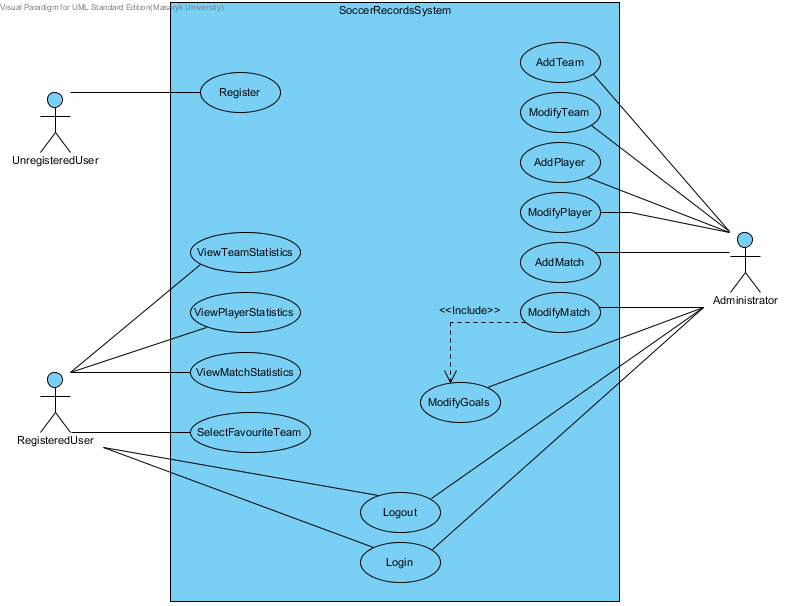 Visual Paradigm for UML Standard Edition(Masaryk University)
SoccerRecordsSystem
AddTeam
Register
ModifyTeam
UnregisteredUser
AddPlayer
ModifyPlayer
ViewTeamStatistics
AddMatch
Administrator
<<Include>>
ViewPlayerStatistics
ModifyMatch
ViewMatchStatistics
ModifyGoals
RegisteredUser
SelectFavouriteTeam
Logout
Login